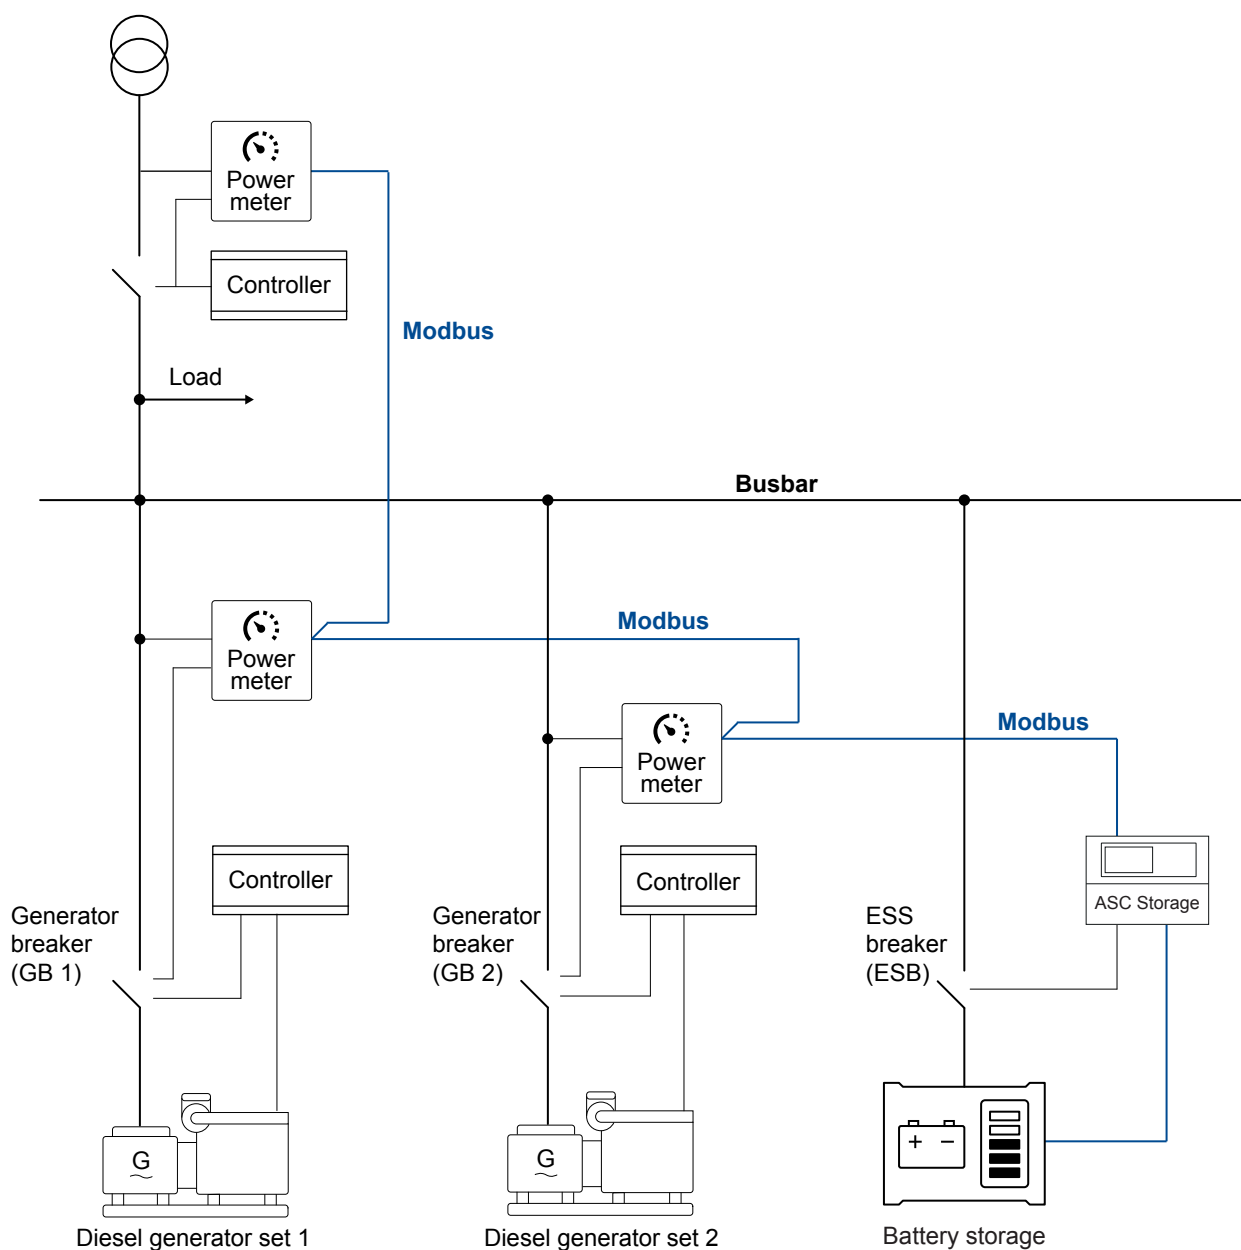 Power
meter
Controller
Modbus
Load
Busbar
Power
meter
Modbus
Power
meter
Modbus
Controller
Controller
ASC Storage
Generator
breaker
(GB 1)
Generator
breaker
(GB 2)
ESS
breaker
(ESB)
G
G
+ −
Diesel generator set 1
Diesel generator set 2
Battery storage